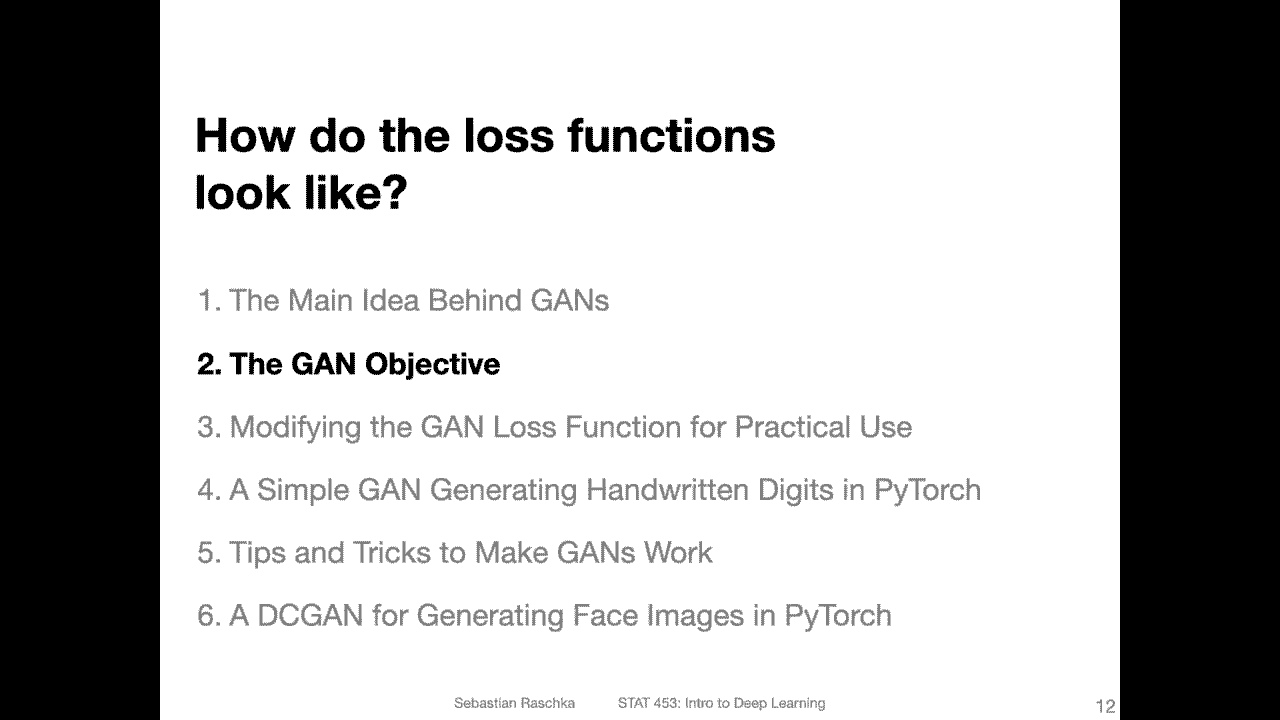 How do the loss functions
look like?
1. The Main Idea Behind GANs
2. The GAN Objective
3. Modifying the GAN Loss Function for Practical Use
4. A Simple GAN Generating Handwritten Digits in PyTorch
5. Tips and Tricks to Make GANs Work
6. A DCGAN for Generating Face Images in PyTorch
Sebastian Raschka STAT 453: Intro to Deep Learning 12